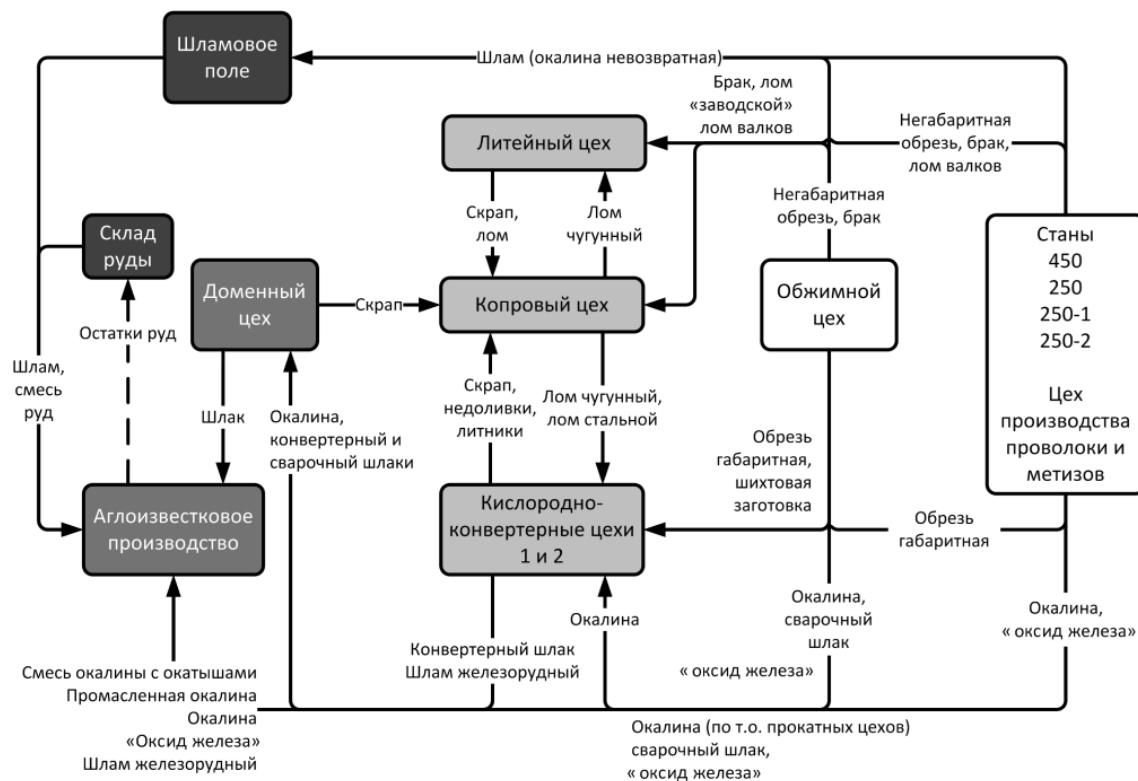 Шламовое
поле
Шлам (окалина невозвратная)
Брак, лом
«заводской»
лом валков
Негабаритная
обрезь, брак,
лом валков
Литейный цех
Скрап,
лом
Лом
чугунный
Негабаритная
обрезь, брак
Склад
руды
Станы
450
250
250-1
250-2
Цех
производства
проволоки и
метизов
Доменный
цех
Скрап
Копровый цех
Обжимной
цех
Остатки руд
Шлам,
смесь
руд
Шлак
Окалина,
конвертерный и
сварочный шлаки
Скрап,
недоливки,
литники
Лом чугунный,
лом стальной
Обрезь
габаритная,
шихтовая
заготовка
Аглоизвестковое
производство
Кислородно-
конвертерные цехи
1 и 2
Обрезь
габаритная
Окалина
Окалина,
сварочный
шлак
Окалина,
« оксид железа»
Конвертерный шлак
Шлам железорудный
« оксид железа»
Смесь окалины с окатышами
Промасленная окалина
Окалина
«Оксид железа»
Шлам железорудный
Окалина (по т.о. прокатных цехов)
сварочный шлак,
« оксид железа»